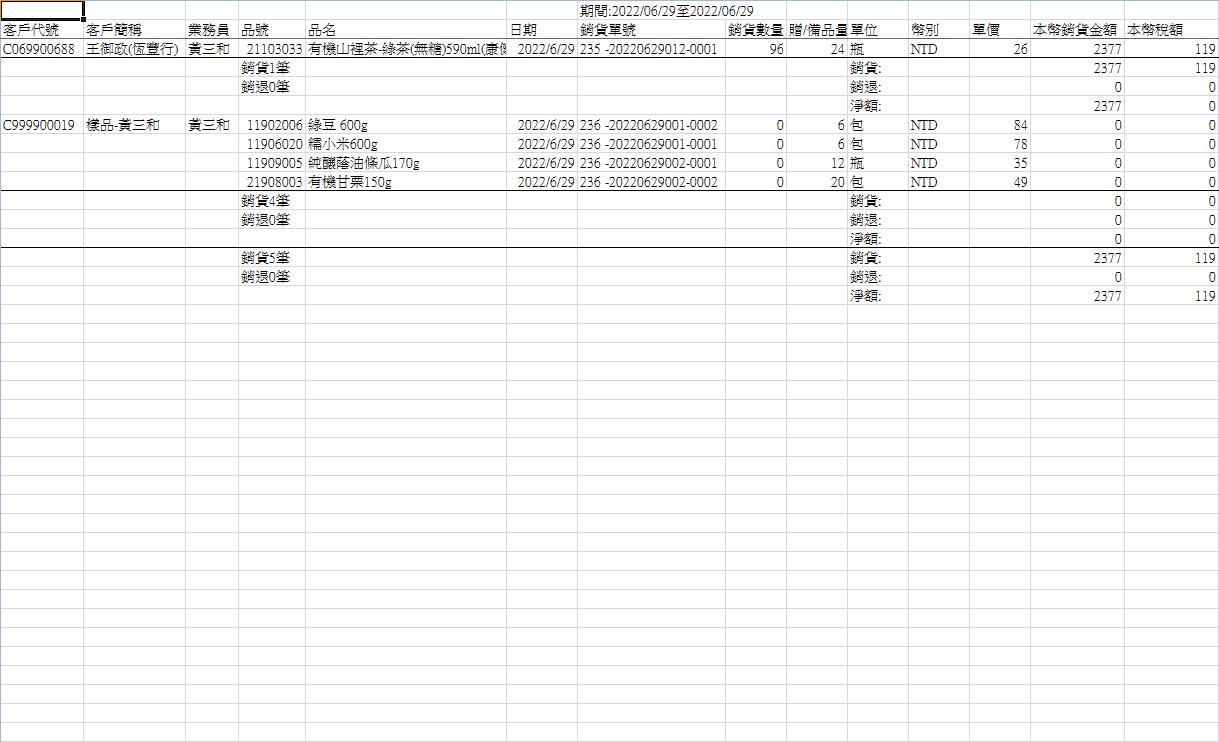 期間:2022/06/29至2022/06/29
客戶代號 客戶簡稱 業務員 品號 品名 日期 銷貨單號 銷貨數量 贈/備品量 單位 幣別 單價 本幣銷貨金額 本幣稅額
C069900688 王御政(恆豐行) 黃三和 21103033 有機山裡茶-綠茶(無糖)590ml(康 2022/6/29 235 -20220629012-0001 96 24 瓶 NTD 26 2377 119
銷貨1筆 銷貨: 2377 119
銷退0筆 銷退: 0 0
淨額: 2377 0
C999900019 樣品-黃三和 黃三和 11902006 綠豆 600g 2022/6/29 236 -20220629001-0002 0 6 包 NTD 84 0 0
11906020 糯小米600g 2022/6/29 236 -20220629001-0001 0 6 包 NTD 78 0 0
11909005 純釀蔭油條瓜170g 2022/6/29 236 -20220629002-0001 0 12 瓶 NTD 35 0 0
21908003 有機甘栗150g 2022/6/29 236 -20220629002-0002 0 20 包 NTD 49 0 0
銷貨4筆 銷貨: 0 0
銷退0筆 銷退: 0 0
淨額: 0 0
銷貨5筆 銷貨: 2377 119
銷退0筆 銷退: 0 0
淨額: 2377 119